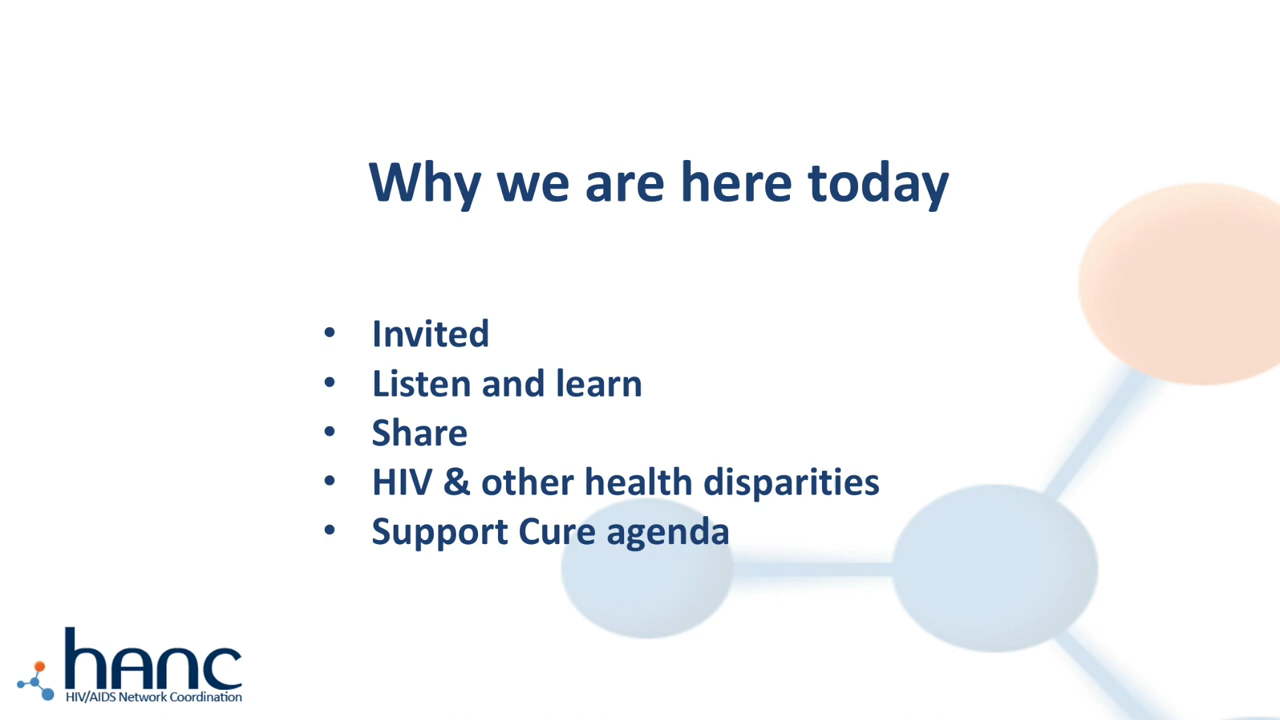 Why we are here today
• Invited
• Listen and learn
• Share
• HIV & other health disparities
• Support Cure agenda
hanc
HIV/AIDS Network Coordination